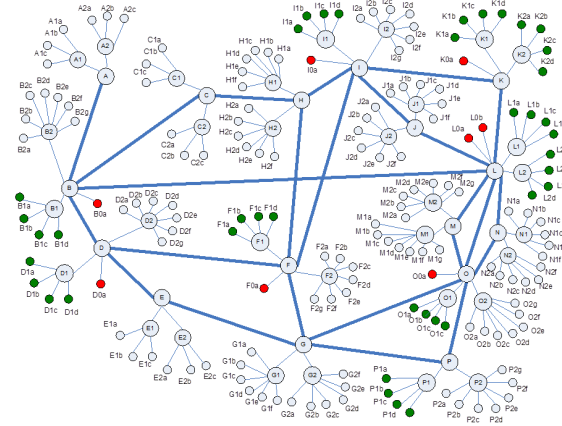 A2a
A2c
A1a
A2b
A2
A1c
A1
A1b
A
C1a
C1b
C1c
C1
C
B2d
B2c
B2e
B2b
B2f
B2g
B2
B2a
C2a
C2
C2b
C2c
H1d
H1c
H1b
H1a
H1e
H1f
H1
H
H2a
H2b
H2
H2c
H2d
H2e
H2f
I1c
I1d
I1b
I1a
I1
I0a
I
I2c
I2b
I2d
I2a
I2
I2e
I2f
I2g
J1b
J1a
J1c
J1d
J1
J1e
J1f
J
J2a
J2b
J2
J2c
J2d
J2e
J2f
K1c
K1d
K1b
K1a
K1
K2a
K2b
K2c
K2
K2d
K0a
K
L0b
L0a
L1a
L1b
L1c
L1
L
L2
L2d
B
B1a
B1
B1b
B1c
B1d
B0a
D2c
D2b
D2d
D2a
D2e
D2
D2f
D2g
D
D1a
D1
D1b
D1c
D1d
D0a
F1c
F1d
F1b
F1a
F1
F0a
F
F2a
F2b
F2c
F2
F2d
F2e
F2f
F2g
M2f
M2d
M2e
M2c
M2g
M2b
M2
M2a
M1a
M1b
M1
M
M1c
M1d
M1e
M1f
M1g
N1a
N1b
N1c
N
N1
N1f
N2
N2a
N2b
N2c
N2d
N2e
O0a
O
O1a
O1
O1b
O1c
O2
O2g
O2f
O2d
O2e
O2c
O2b
E
E1a
E1
E1b
E1c
E2
E2a
E2b
E2c
G
G1a
G1b
G1c
G1
G1d
G1e
G1f
G2
G2f
G2e
G2d
G2c
G2b
G2a
P
P1a
P1
P1b
P1c
P1d
P2
P2g
P2f
P2e
P2d
P2c
P2b
P2a